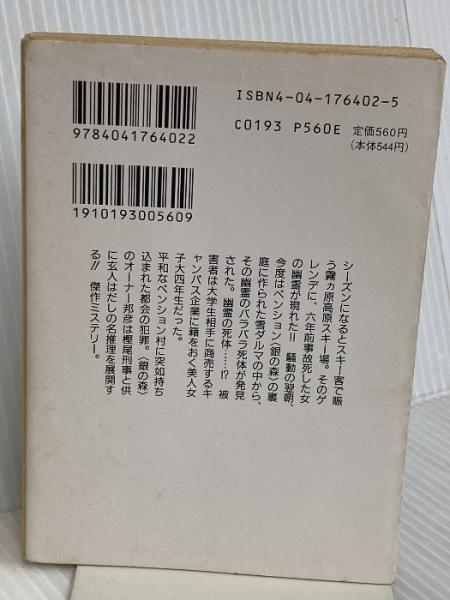 ISBN4-04-176402-5
C0193 P560E 定価560円
(本体544円)
9784041764022
1910193005609
シーズンになるとスキー客で賑
う霧ヵ原高原スキー場。そのゲ
レンデに、六年前事故死した女
の幽霊が現れた!! 騒動の翌朝、
今度はペンション〈銀の森〉の裏
庭に作られた雪ダルマの中から、
その幽霊のバラバラ死体が発見
された。幽霊の死体……!? 被
害者は大学生相手に商売するキ
ャンパス企業に籍をおく美人女
子大四年生だった。
平和なペンション村に突如持ち
込まれた都会の犯罪。〈銀の森〉
のオーナー邦彦は樫尾刑事と供
に玄人はだしの名推理を展開す
る!! 傑作ミステリー。